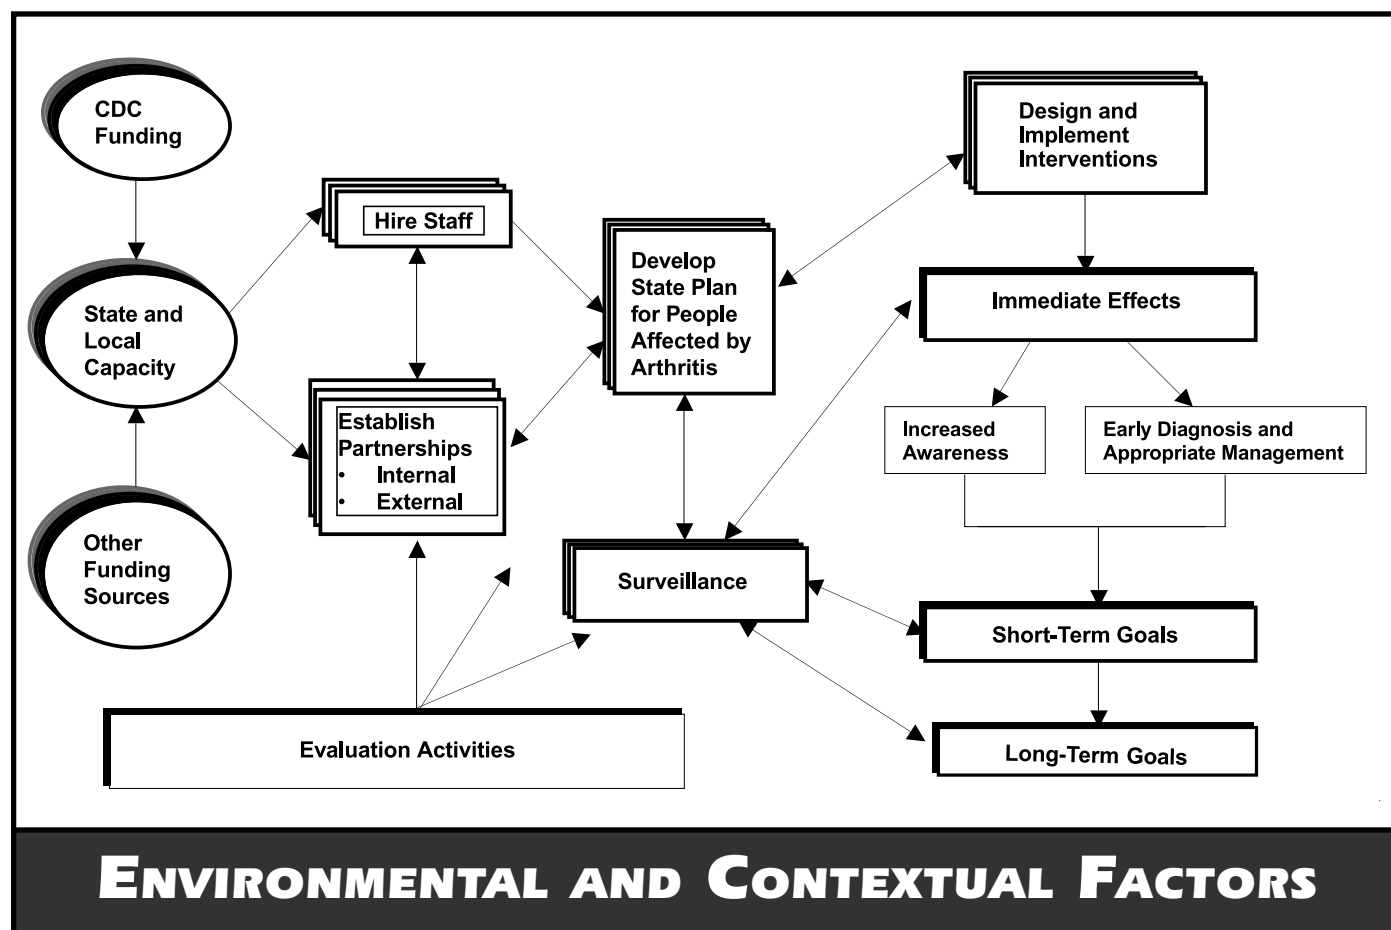 CDC
Funding
State and
Local
Capacity
Other
Funding
Sources
Hire Staff
Establish
Partnerships
• Internal
• External
Develop
State Plan
for People
Affected by
Arthritis
Surveillance
Evaluation Activities
Design and
Implement
Interventions
Immediate Effects
Increased
Awareness
Early Diagnosis and
Appropriate Management
Short-Term Goals
Long-Term Goals
ENVIRONMENTAL AND CONTEXTUAL FACTORS